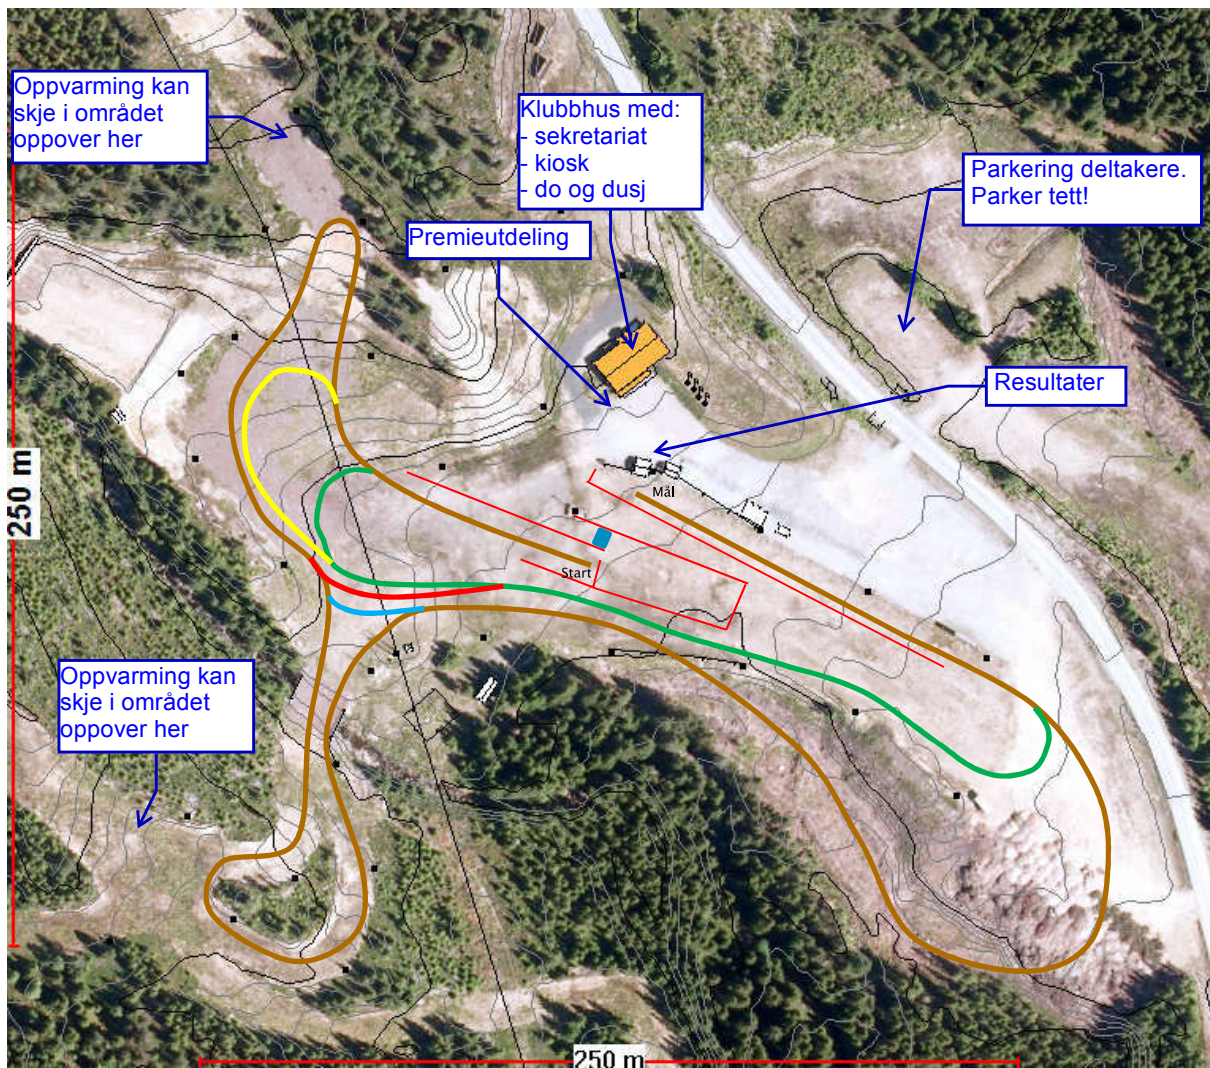 Oppvarming kan
skje i området
oppover her
Klubbhus med:
- sekretariat
- kiosk
- do og dusj
Parkering deltakere.
Parker tett!
Premieutdeling
Resultater
Mål
Start
250 m
Oppvarming kan
skje i området
oppover her
250 m